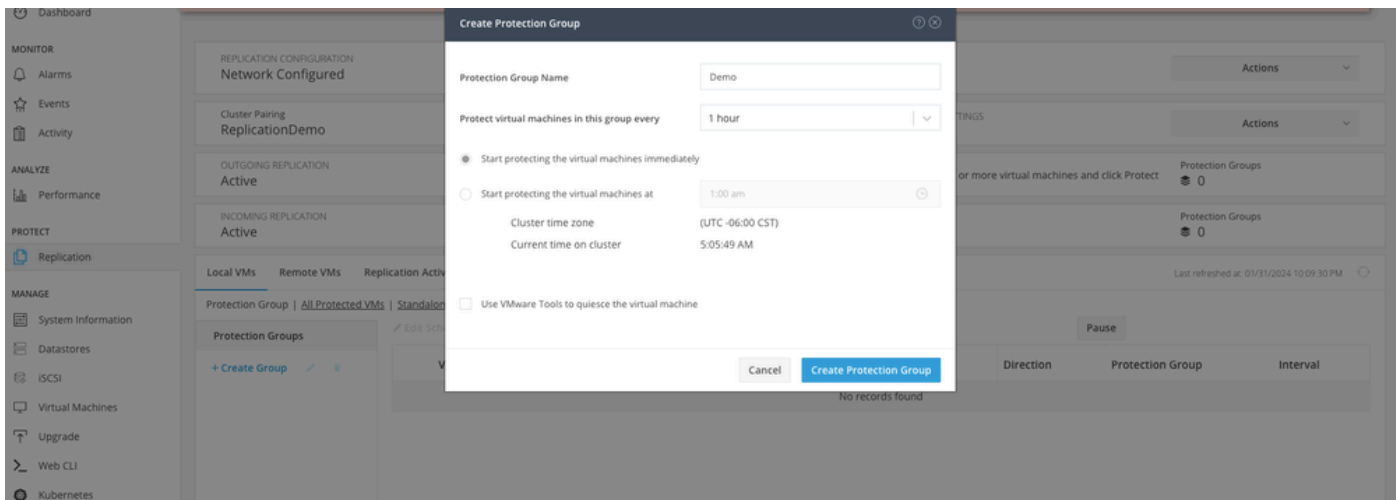 Dashboard
MONITOR
Alarms
Events
Activity
ANALYZE
Performance
PROTECT
Replication
MANAGE
System Information
Datastores
iSCSI
Virtual Machines
Upgrade
Web CLI
Kubernetes
REPLICATION CONFIGURATION
Network Configured
Actions
Cluster Pairing
ReplicationDemo
Actions
OUTGOING REPLICATION
Active
or more virtual machines and click Protect
Protection Groups
0
INCOMING REPLICATION
Active
Protection Groups
0
Local VMs Remote VMs Replication Activ
Last refreshed at: 01/31/2024 10:09:30 PM
Protection Group | All Protected VMs | Standalon
Protection Groups
+ Create Group
Edit Sch
Pause
V Direction Protection Group Interval
No records found
Create Protection Group
Protection Group Name Demo
Protect virtual machines in this group every 1 hour
Start protecting the virtual machines immediately
Start protecting the virtual machines at 1:00 am
Cluster time zone (UTC -06:00 CST)
Current time on cluster 5:05:49 AM
Use VMware Tools to quiesce the virtual machine
Cancel Create Protection Group